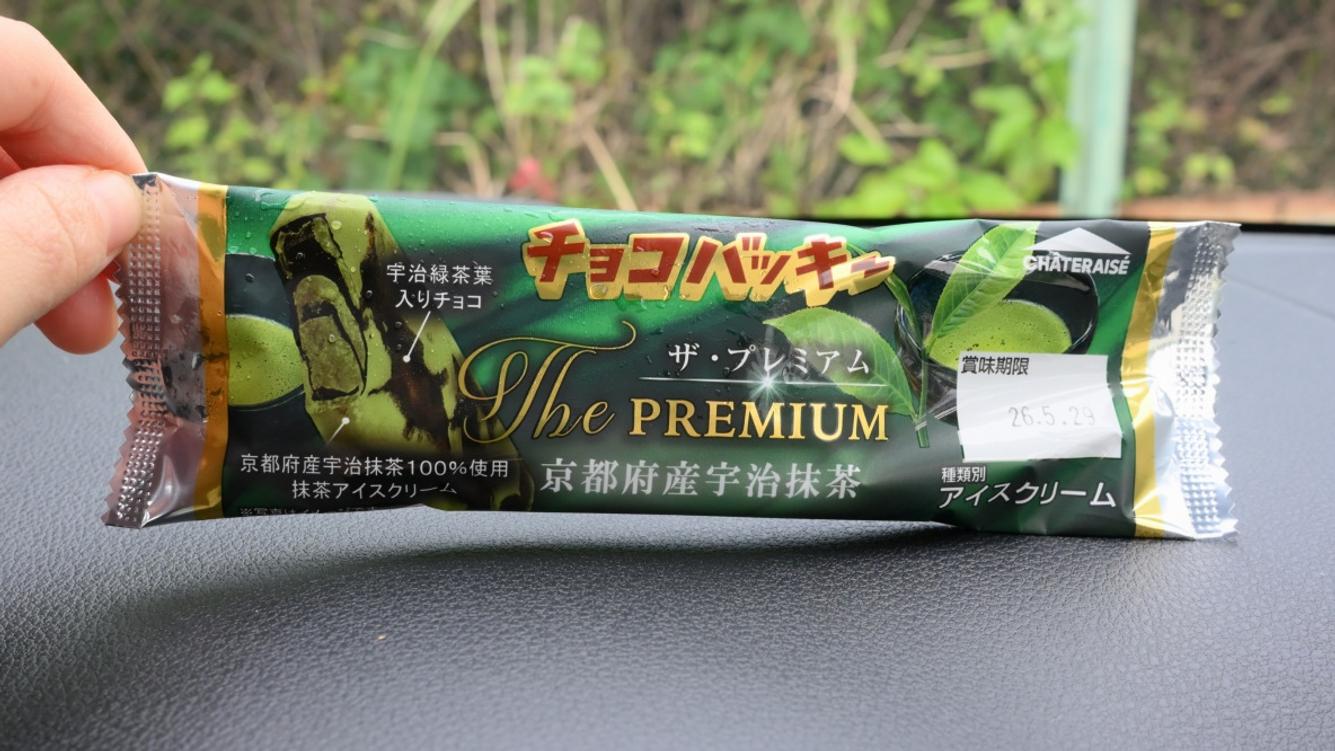 チョコバッキー
CHÂTERAISÉ
宇治緑茶葉
入りチョコ
ザ・プレミアム
The PREMIUM
賞味期限
26.5.29
京都府産宇治抹茶100%使用
抹茶アイスクリーム
京都府産宇治抹茶
種類別
アイスクリーム